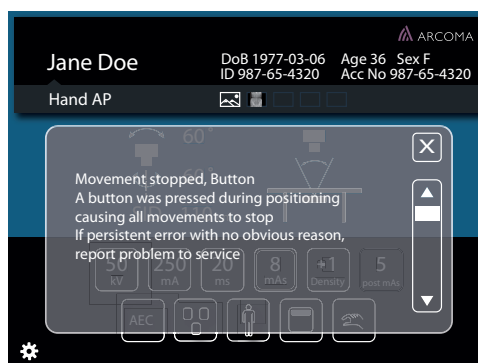 ARCOMA
Jane Doe
DoB 1977-03-06 Age 36 Sex F
ID 987-65-4320 Acc No 987-65-4320
Hand AP
60°
X
Movement stopped, Button
A button was pressed during positioning
causing all movements to stop
If persistent error with no obvious reason,
report problem to service
50 250 20 8 +1 5
kV mA ms mAs Density post mAs
AEC